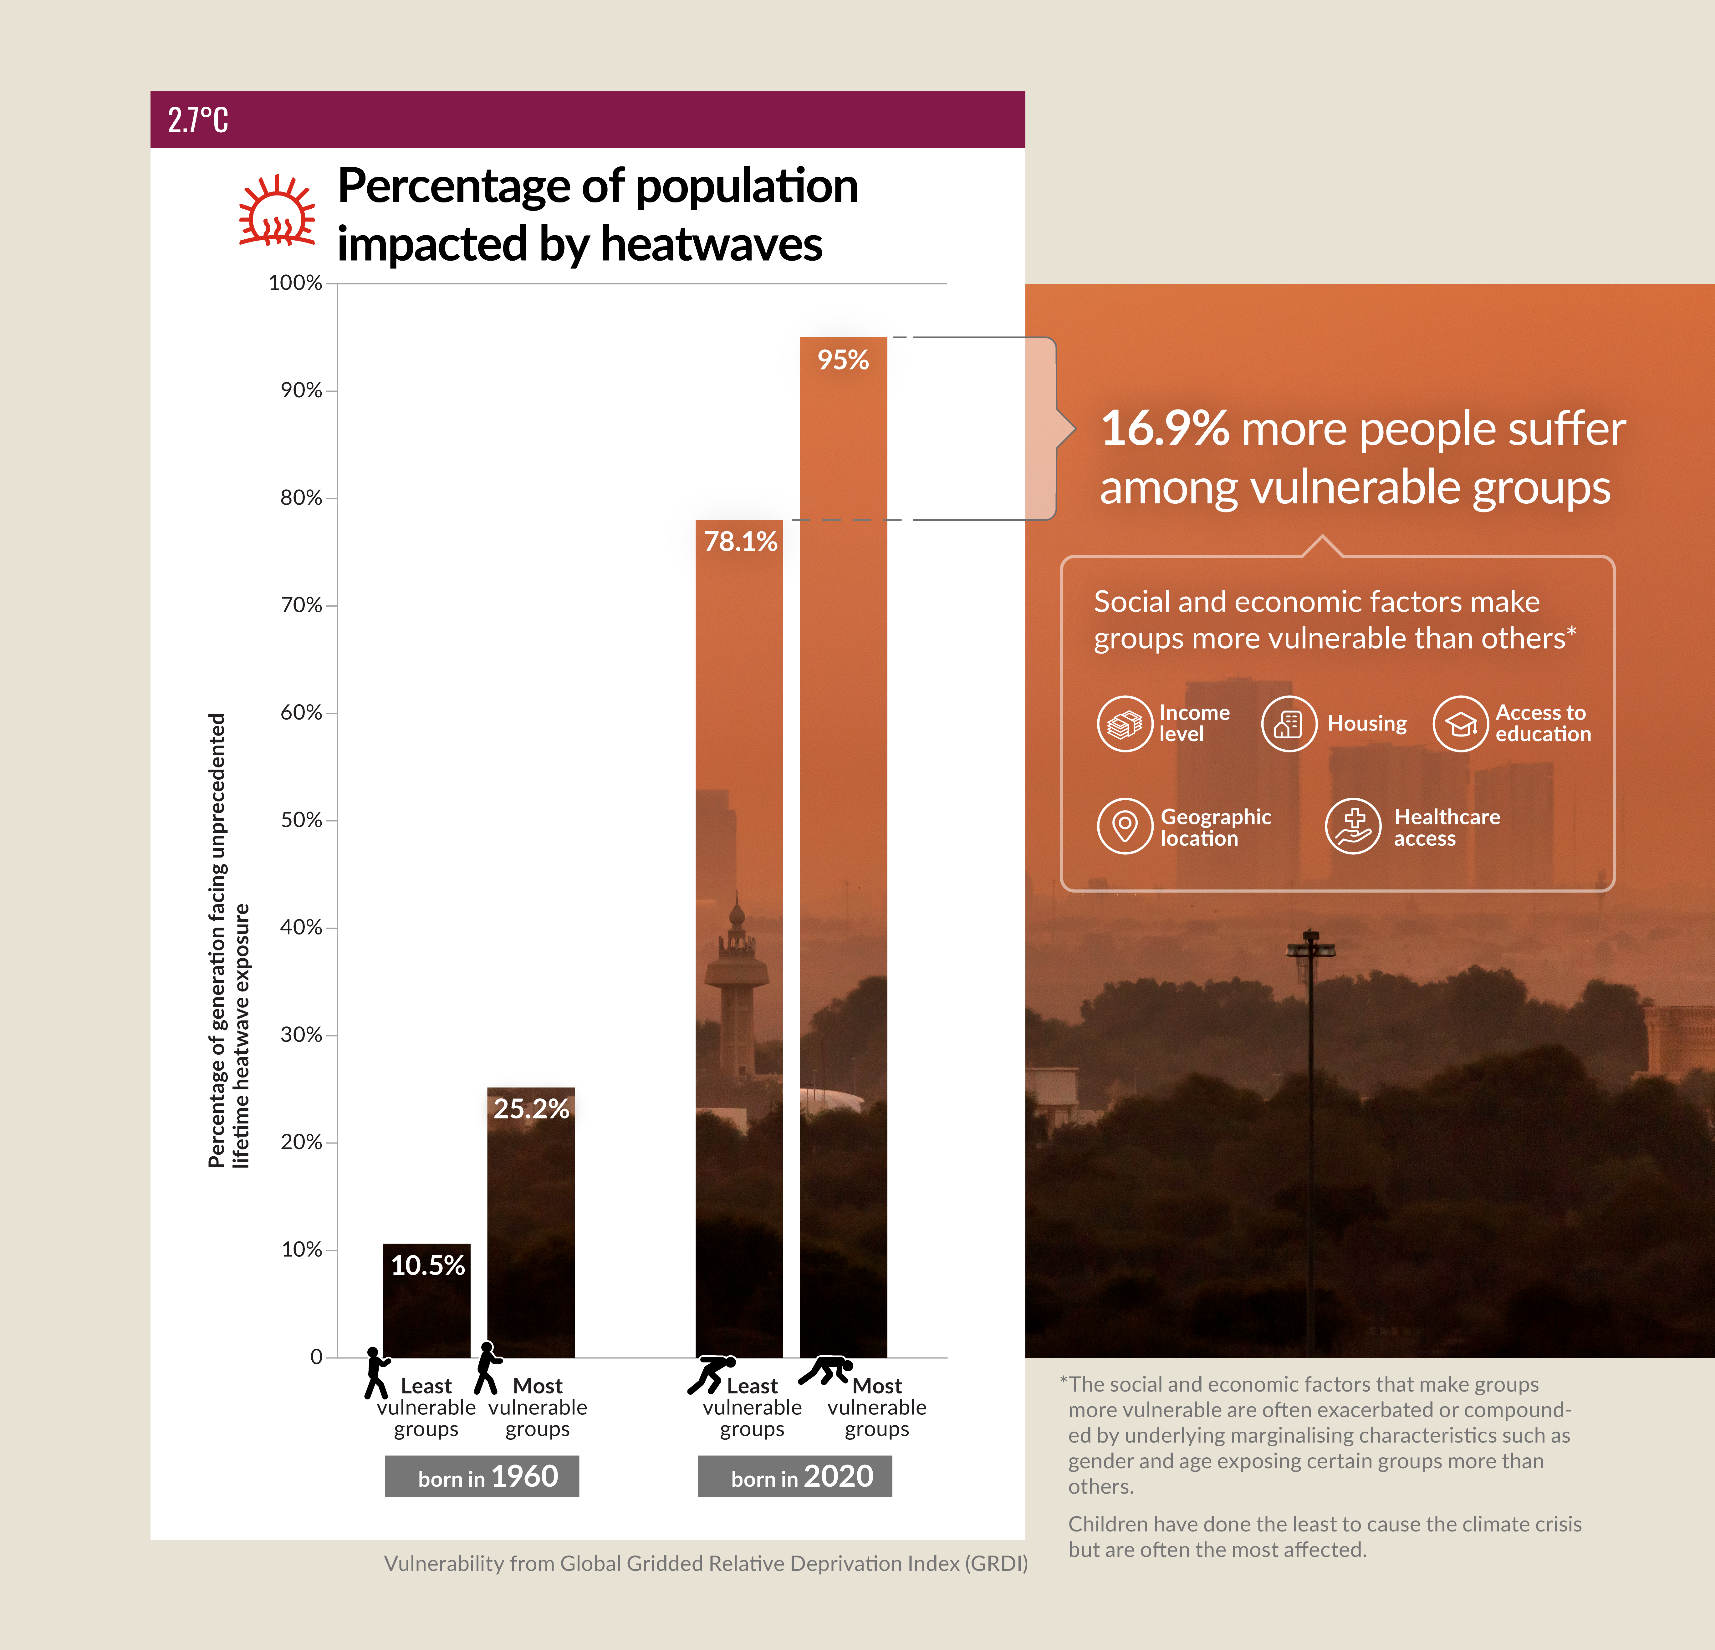 2.7°C
Percentage of population
impacted by heatwaves
100%
90%
80%
70%
60%
50%
40%
30%
20%
10%
0
Percentage of generation facing unprecedented
lifetime heatwave exposure
10.5%
25.2%
78.1%
95%
Least
vulnerable
groups
Most
vulnerable
groups
Least
vulnerable
groups
Most
vulnerable
groups
born in 1960
born in 2020
Vulnerability from Global Gridded Relative Deprivation Index (GRDI)
16.9% more people suffer
among vulnerable groups
Social and economic factors make
groups more vulnerable than others*
Income
level
Housing
Access to
education
Geographic
location
Healthcare
access
*The social and economic factors that make groups
more vulnerable are often exacerbated or compound-
ed by underlying marginalising characteristics such as
gender and age exposing certain groups more than
others.
Children have done the least to cause the climate crisis
but are often the most affected.